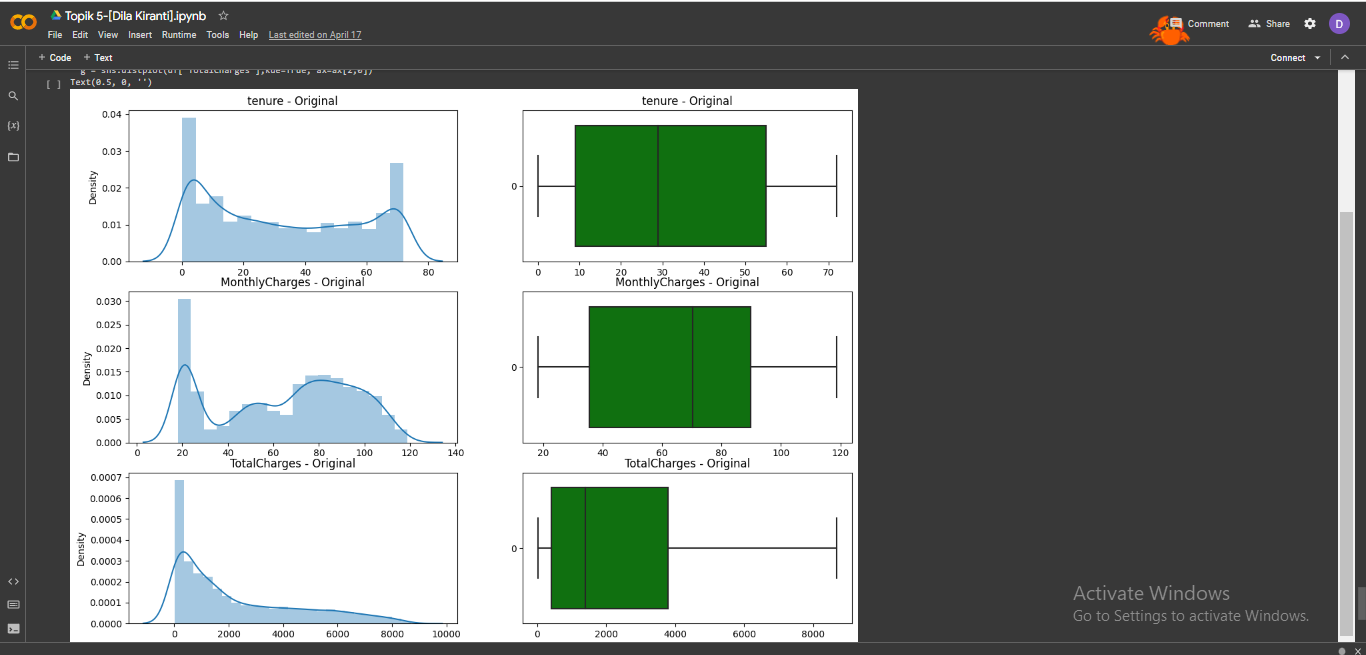 Topik 5-[Dila Kiranti].ipynb
File Edit View Insert Runtime Tools Help Last edited on April 17
Comment Share D
+ Code + Text
Connect
{x}
g = sns.distplot(df['TotalCharges'],kde=True, ax=ax[2,0])
[ ] Text(0.5, 0, '')
tenure - Original
Density
0.04
0.03
0.02
0.01
0.00
0 20 40 60 80
tenure - Original
0
0 10 20 30 40 50 60 70
MonthlyCharges - Original
Density
0.030
0.025
0.020
0.015
0.010
0.005
0.000
0 20 40 60 80 100 120 140
MonthlyCharges - Original
0
20 40 60 80 100 120
TotalCharges - Original
Density
0.0007
0.0006
0.0005
0.0004
0.0003
0.0002
0.0001
0.0000
0 2000 4000 6000 8000 10000
TotalCharges - Original
0
0 2000 4000 6000 8000
Activate Windows
Go to Settings to activate Windows.